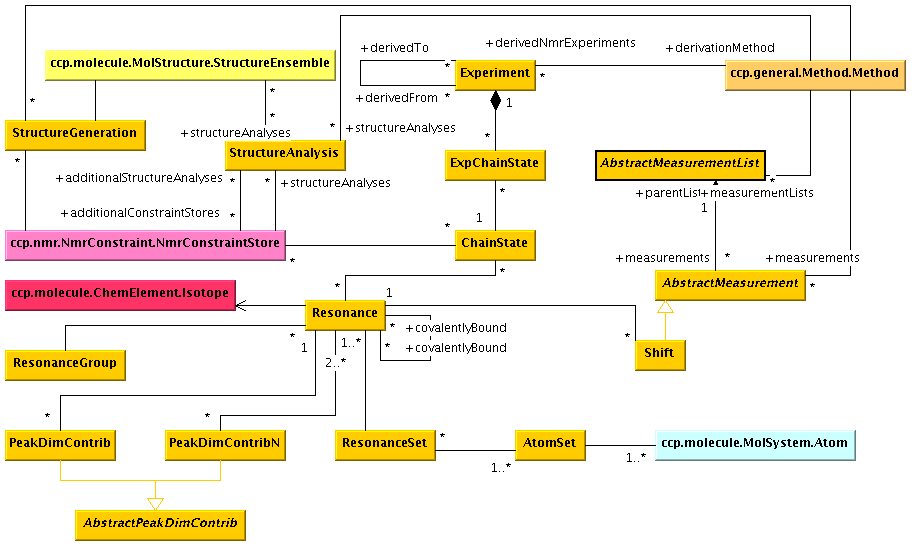 + derivedTo
+ derivedNmrExperiments
+ derivationMethod
ccp.molecule.MolStructure.StructureEnsemble
*
Experiment
*
ccp.general.Method.Method
+ derivedFrom
*
1
*
*
*
StructureGeneration
+ structureAnalyses
*
+ structureAnalyses
*
*
StructureAnalysis
ExpChainState
AbstractMeasurementList
+ additionalStructureAnalyses
+ structureAnalyses
*
*
+ parentList
+ measurementLists
+ additionalConstraintStores
*
1
1
ccp.nmr.NmrConstraint.NmrConstraintStore
*
*
ChainState
+ measurements
*
+ measurements
*
AbstractMeasurement
*
*
ccp.molecule.ChemElement.Isotope
1
Resonance
*
+ covalentlyBound
*
1
1..*
*
+ covalentlyBound
Shift
ResonanceGroup
2..*
*
*
PeakDimContrib
PeakDimContribN
ResonanceSet
*
AtomSet
ccp.molecule.MolSystem.Atom
1..*
1..*
AbstractPeakDimContrib